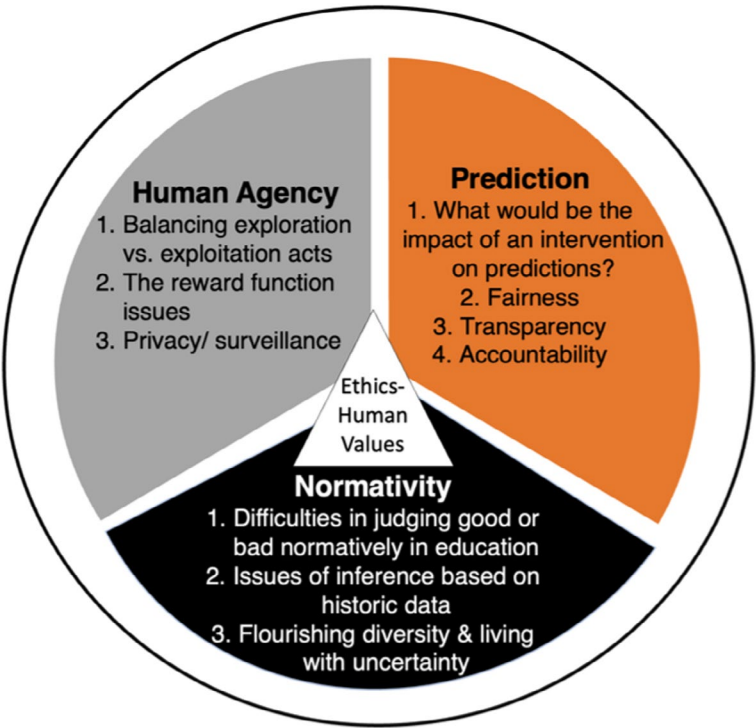 Human Agency
1. Balancing exploration
vs. exploitation acts
2. The reward function
issues
3. Privacy/ surveillance
Prediction
1. What would be the
impact of an intervention
on predictions?
2. Fairness
3. Transparency
4. Accountability
Ethics-
Human
Values
Normativity
1. Difficulties in judging good or
bad normatively in education
2. Issues of inference based on
historic data
3. Flourishing diversity & living
with uncertainty